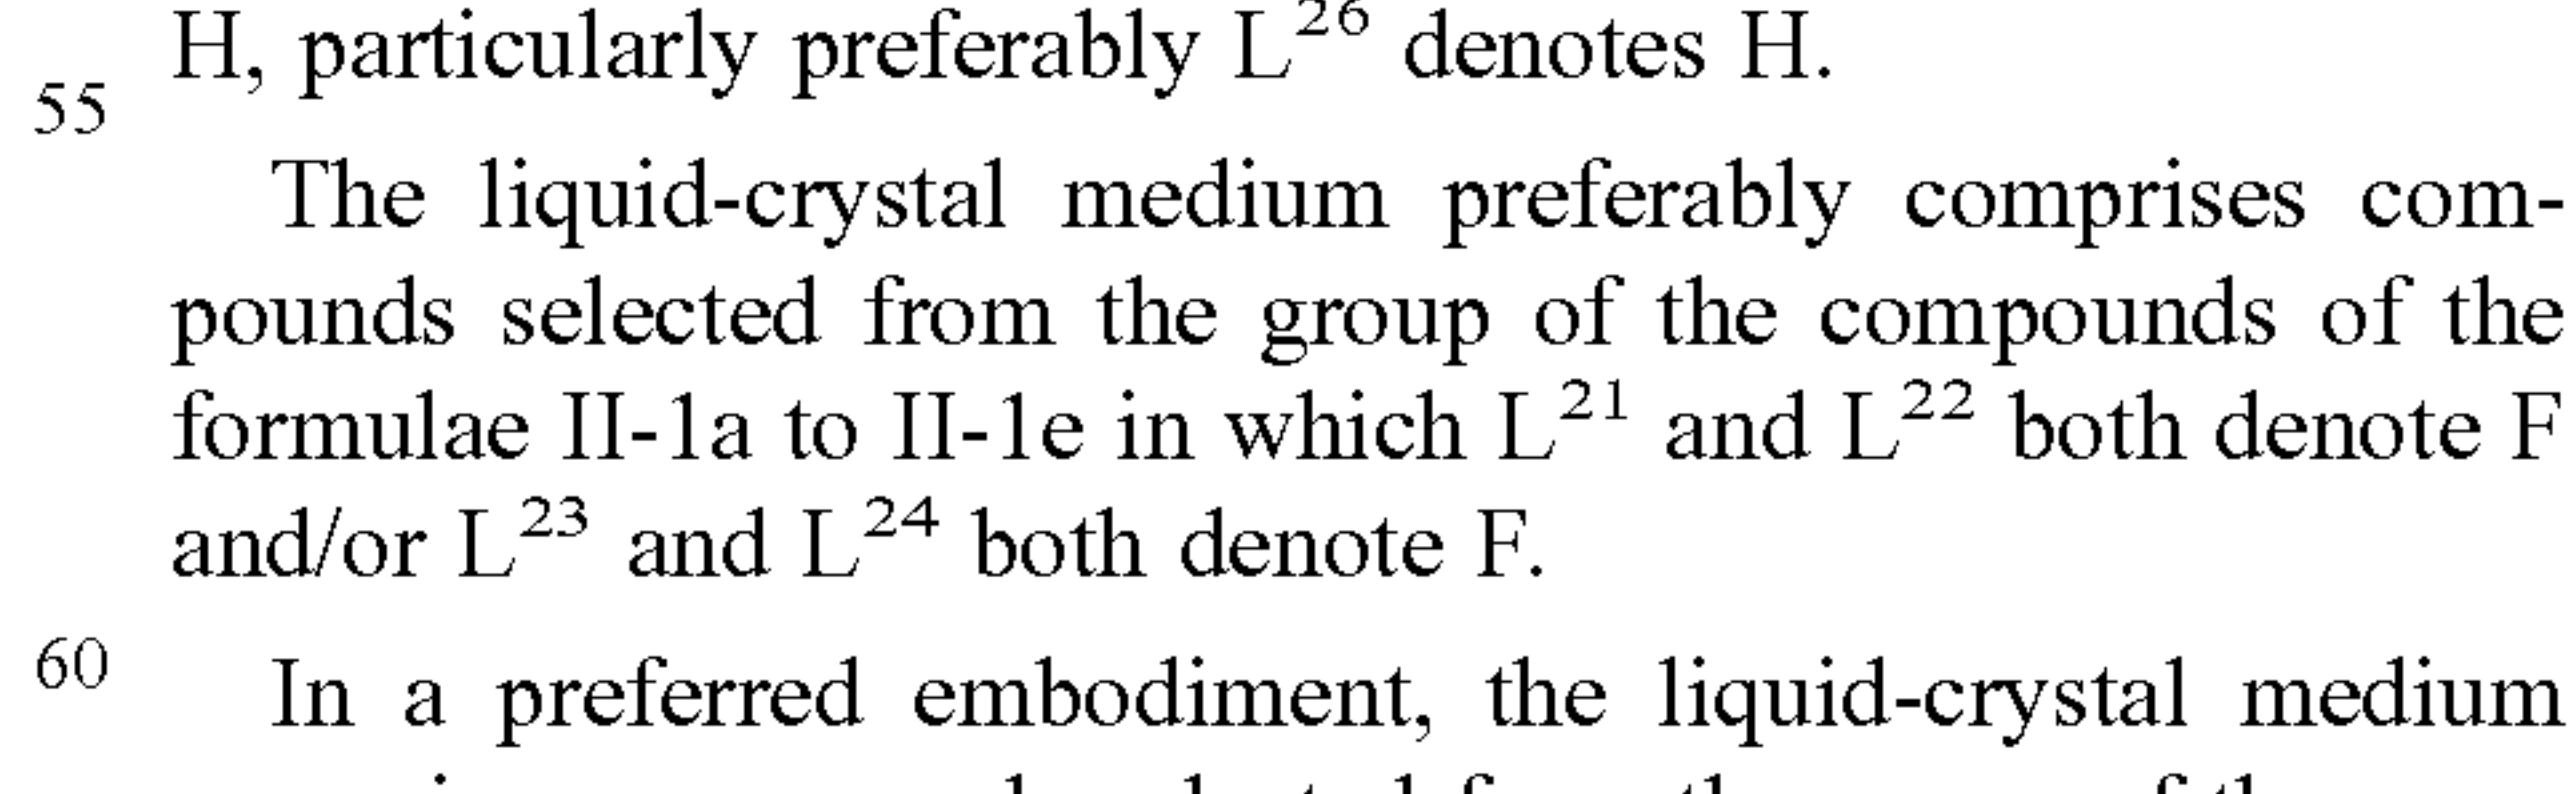 H, particularly preferably L²⁶ denotes H.
55
The liquid-crystal medium preferably comprises com-
pounds selected from the group of the compounds of the
formulae II-1a to II-1e in which L²¹ and L²² both denote F
and/or L²³ and L²⁴ both denote F.
60
In a preferred embodiment, the liquid-crystal medium